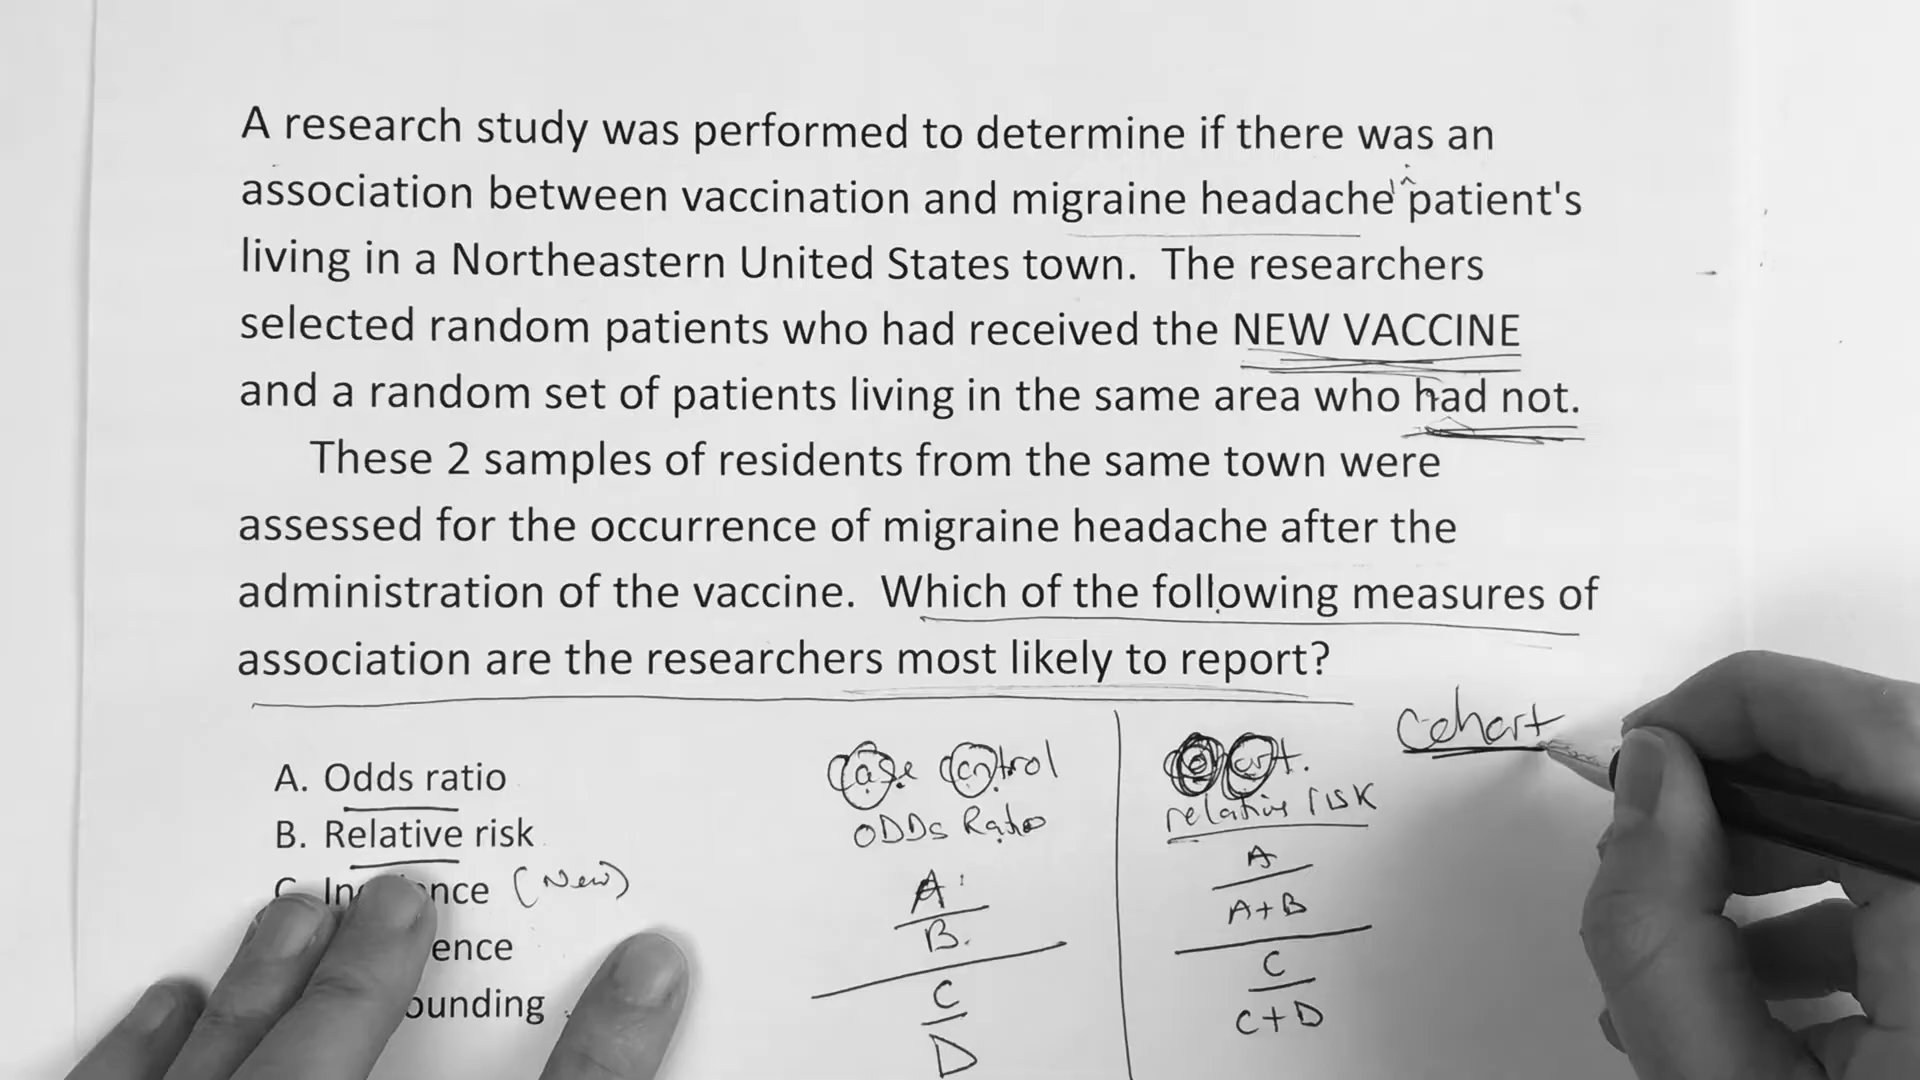 A research study was performed to determine if there was an
association between vaccination and migraine headache patient's
living in a Northeastern United States town. The researchers
selected random patients who had received the NEW VACCINE
and a random set of patients living in the same area who had not.
These 2 samples of residents from the same town were
assessed for the occurrence of migraine headache after the
administration of the vaccine. Which of the following measures of
association are the researchers most likely to report?
A. Odds ratio
B. Relative risk
C. In nce (New)
ence
ounding
Case Control
ODDs Ratio
A
B.
C
D
relative risk
A
A+B
C
C+D
Cohort